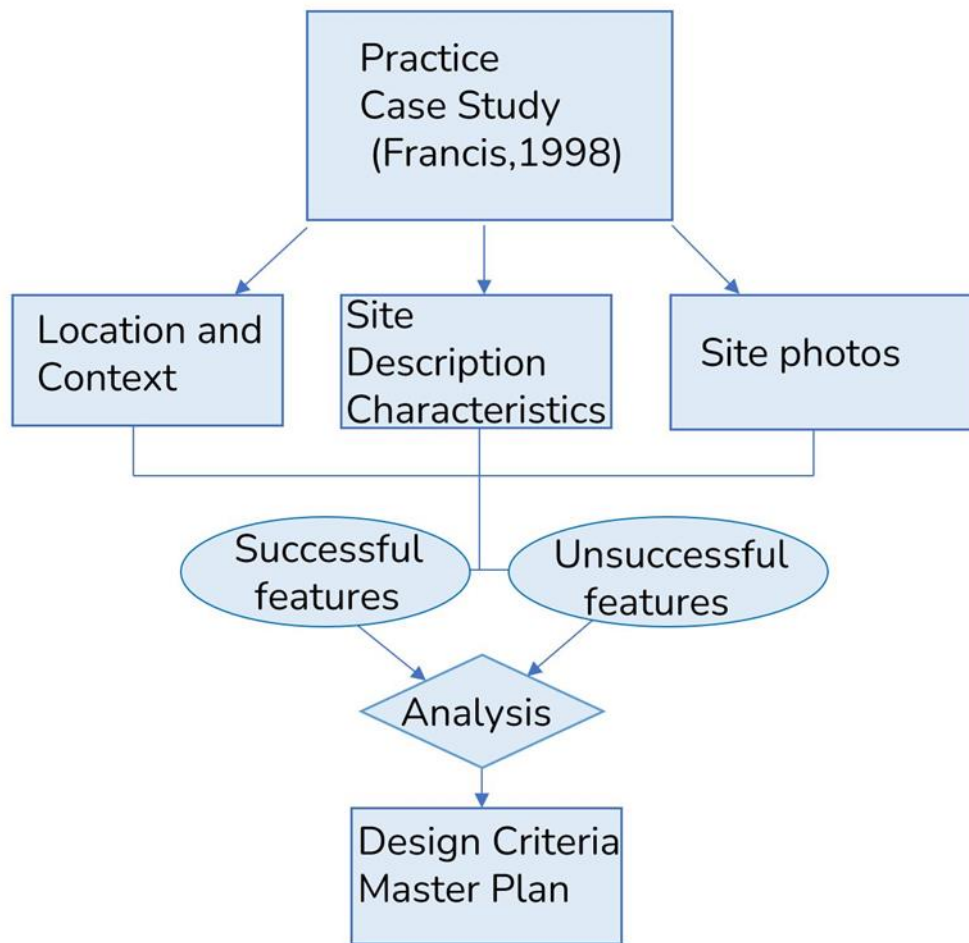 Practice
Case Study
(Francis,1998)
Location and
Context
Site
Description
Characteristics
Site photos
Successful
features
Unsuccessful
features
Analysis
Design Criteria
Master Plan